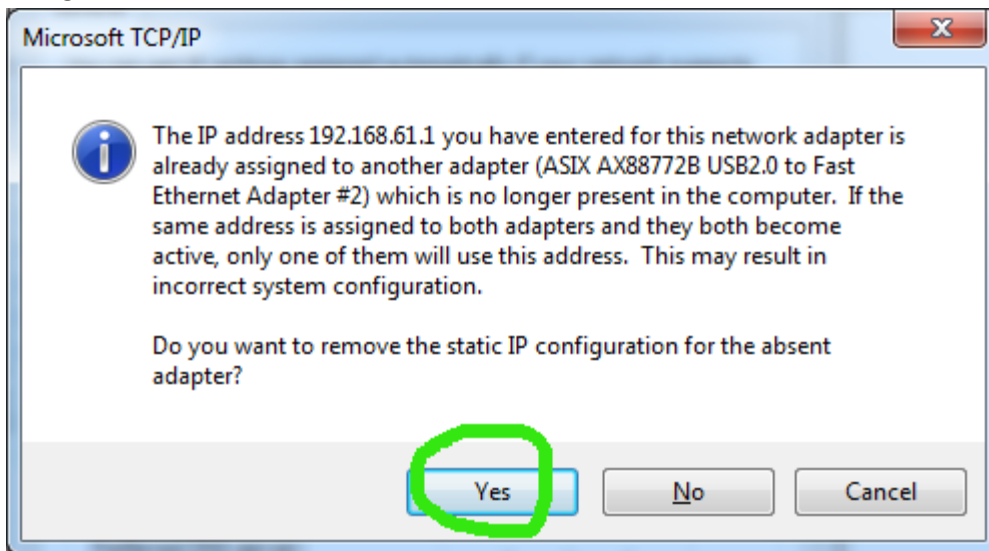 Microsoft TCP/IP
The IP address 192.168.61.1 you have entered for this network adapter is
already assigned to another adapter (ASIX AX88772B USB2.0 to Fast
Ethernet Adapter #2) which is no longer present in the computer.  If the
same address is assigned to both adapters and they both become
active, only one of them will use this address.  This may result in
incorrect system configuration.
Do you want to remove the static IP configuration for the absent
adapter?
Yes No Cancel